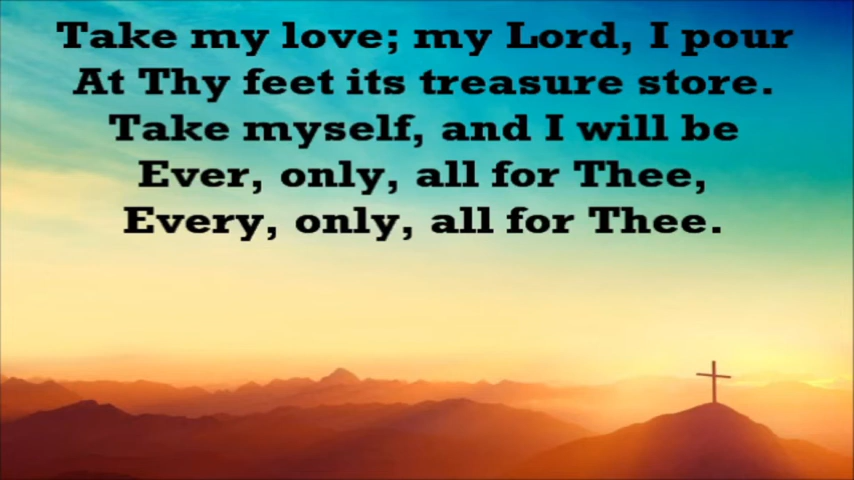 Take my love; my Lord, I pour
At Thy feet its treasure store.
Take myself, and I will be
Ever, only, all for Thee,
Every, only, all for Thee.